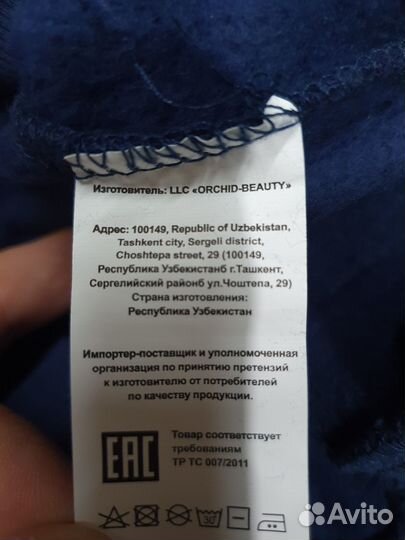 Изготовитель: LLC «ORCHID-BEAUTY»
Адрес: 100149, Republic of Uzbekistan,
Tashkent city, Sergeli district,
Choshtepa street, 29 (100149,
Республика Узбекистанб г.Ташкент,
Сергелийский районб ул.Чоштепа, 29)
Страна изготовления:
Республика Узбекистан
Импортер-поставщик и уполномоченная
организация по принятию претензий
к изготовителю от потребителей
по качеству продукции.
EAC
Товар соответствует
требованиям
ТР ТС 007/2011
30
Avito